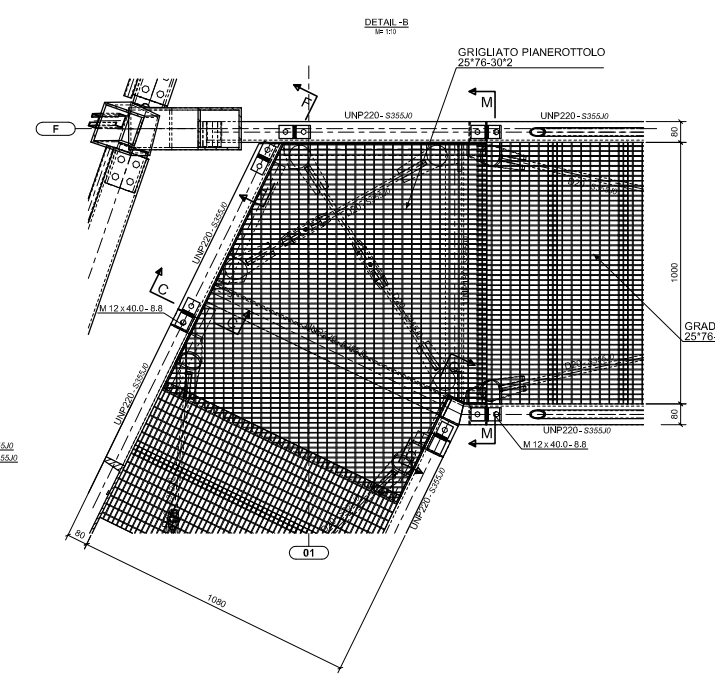 DETAIL -B
M= 1:10
GRIGLIATO PIANEROTTOLO
25*76-30*2
F
M
UNP220 - S355J0
UNP220 - S355J0
F
80
UNP220 - S355J0
1000
C
M 12 x 40.0 - 8.8
GRAD
25*76-
UNP220 - S355J0
80
M
UNP220 - S355J0
M 12 x 40.0 - 8.8
55J0
55J0
UNP220 - S355J0
01
80
1080